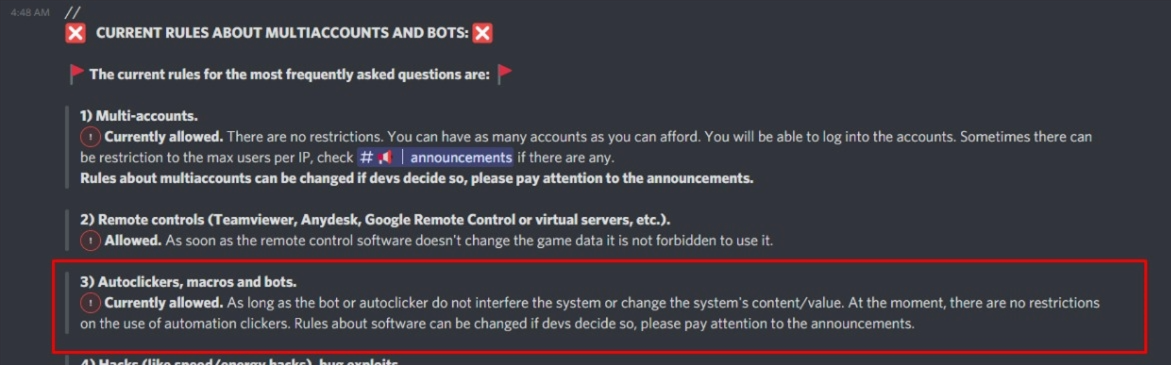 4:48 AM //
CURRENT RULES ABOUT MULTIACCOUNTS AND BOTS:
The current rules for the most frequently asked questions are:
1) Multi-accounts.
Currently allowed. There are no restrictions. You can have as many accounts as you can afford. You will be able to log into the accounts. Sometimes there can
be restriction to the max users per IP, check # | announcements if there are any.
Rules about multiaccounts can be changed if devs decide so, please pay attention to the announcements.
2) Remote controls (Teamviewer, Anydesk, Google Remote Control or virtual servers, etc.).
Allowed. As soon as the remote control software doesn't change the game data it is not forbidden to use it.
3) Autoclickers, macros and bots.
Currently allowed. As long as the bot or autoclicker do not interfere the system or change the system's content/value. At the moment, there are no restrictions
on the use of automation clickers. Rules about software can be changed if devs decide so, please pay attention to the announcements.
4) Hacks (like speed/energy hacks), bug exploits